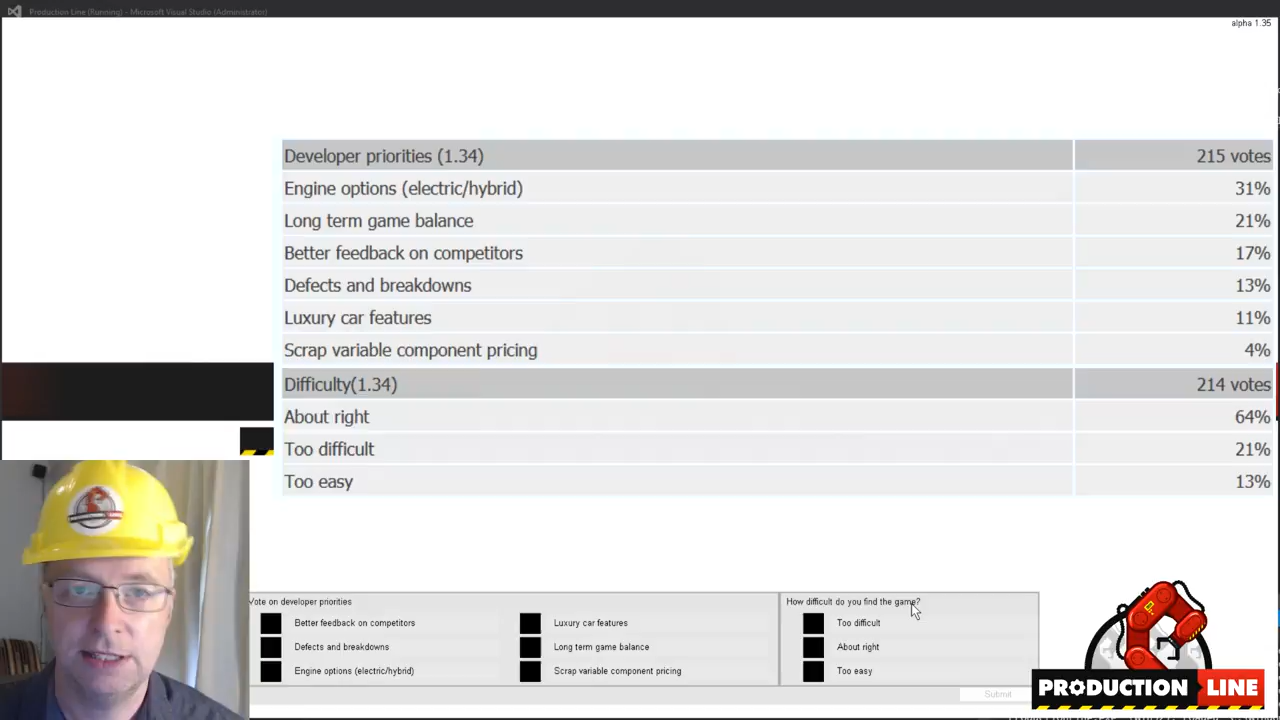 Production Line (Running) - Microsoft Visual Studio (Administrator)
alpha 1.35
Developer priorities (1.34) 215 votes
Engine options (electric/hybrid) 31%
Long term game balance 21%
Better feedback on competitors 17%
Defects and breakdowns 13%
Luxury car features 11%
Scrap variable component pricing 4%
Difficulty(1.34) 214 votes
About right 64%
Too difficult 21%
Too easy 13%
Vote on developer priorities
Better feedback on competitors
Luxury car features
Defects and breakdowns
Long term game balance
Engine options (electric/hybrid)
Scrap variable component pricing
How difficult do you find the game?
Too difficult
About right
Too easy
Submit
PRODUCTION LINE